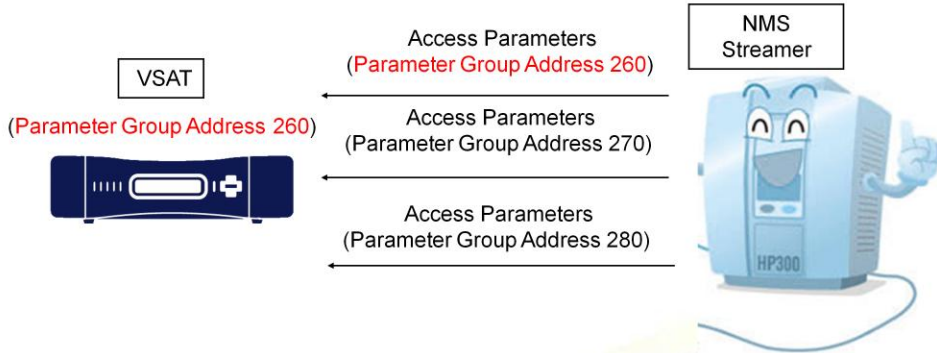 NMS
Streamer
Access Parameters
(Parameter Group Address 260)
VSAT
(Parameter Group Address 260)
Access Parameters
(Parameter Group Address 270)
Access Parameters
(Parameter Group Address 280)
HP300